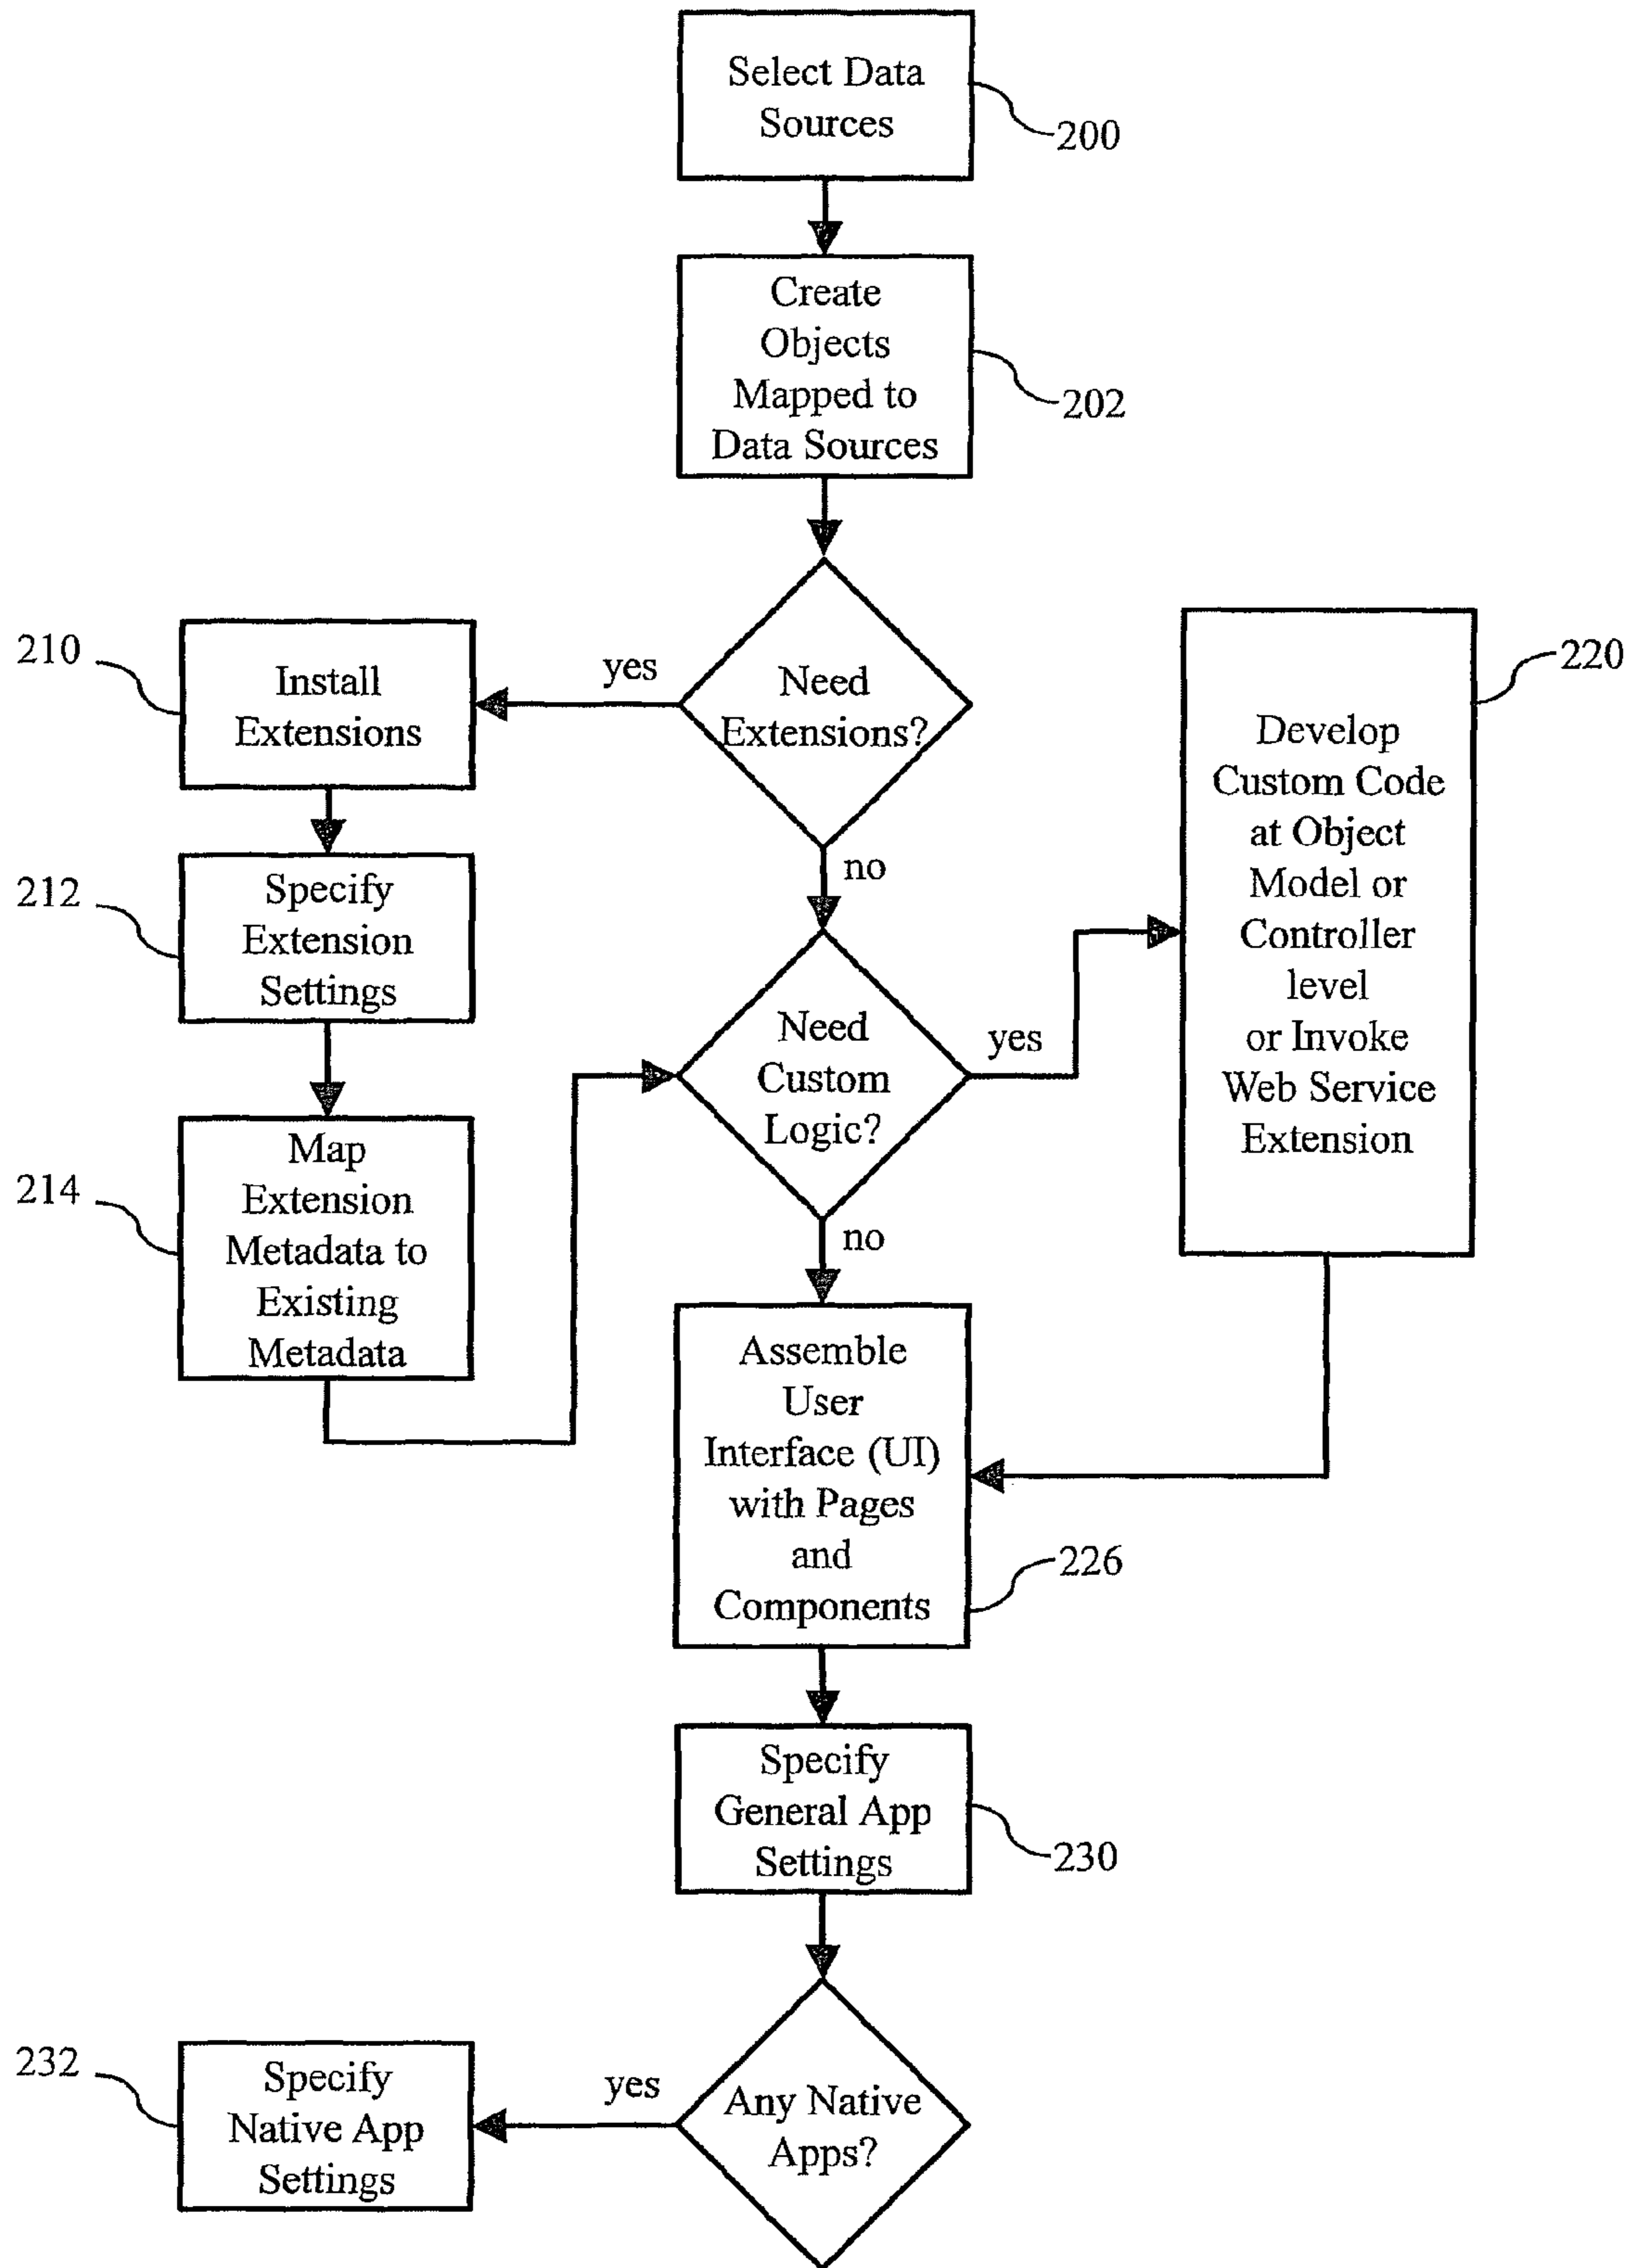 Select Data
Sources
200
Create
Objects
Mapped to
Data Sources
202
Need
Extensions?
yes
no
210
Install
Extensions
212
Specify
Extension
Settings
214
Map
Extension
Metadata to
Existing
Metadata
Need
Custom
Logic?
yes
no
220
Develop
Custom Code
at Object
Model or
Controller
level
or Invoke
Web Service
Extension
Assemble
User
Interface (UI)
with Pages
and
Components
226
Specify
General App
Settings
230
Any Native
Apps?
yes
232
Specify
Native App
Settings